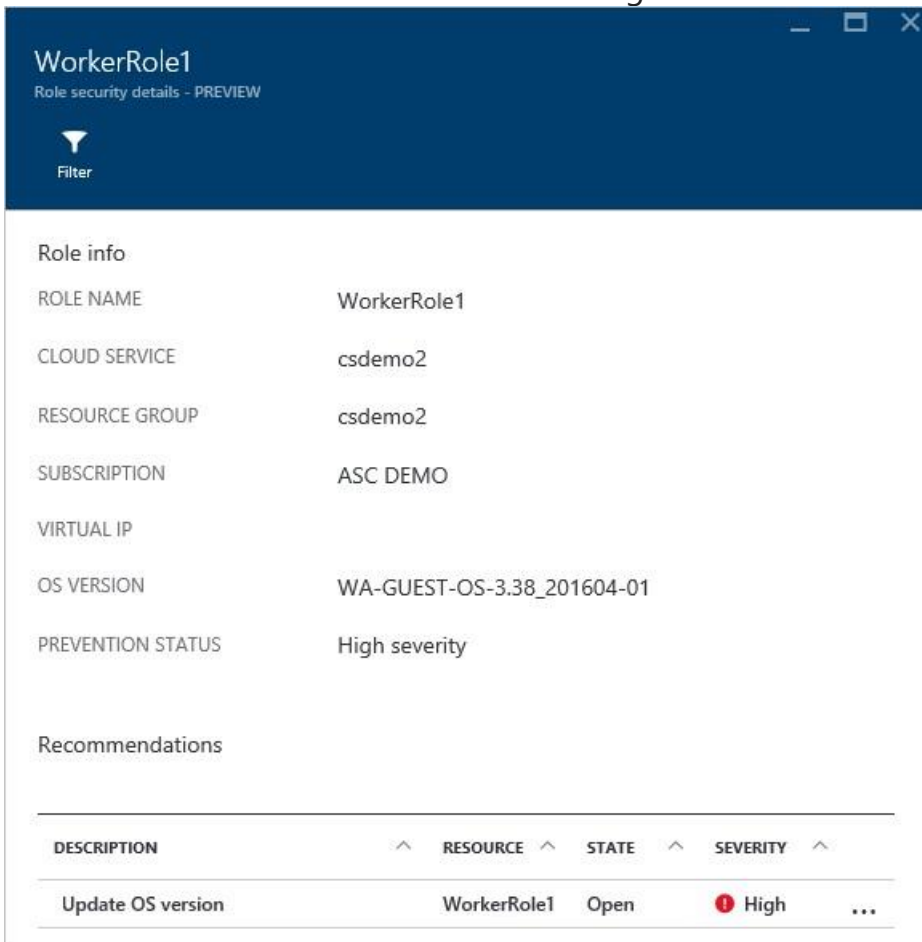 WorkerRole1
Role security details - PREVIEW
Filter
Role info
ROLE NAME WorkerRole1
CLOUD SERVICE csdemo2
RESOURCE GROUP csdemo2
SUBSCRIPTION ASC DEMO
VIRTUAL IP
OS VERSION WA-GUEST-OS-3.38_201604-01
PREVENTION STATUS High severity
Recommendations
DESCRIPTION RESOURCE STATE SEVERITY
Update OS version WorkerRole1 Open High ...